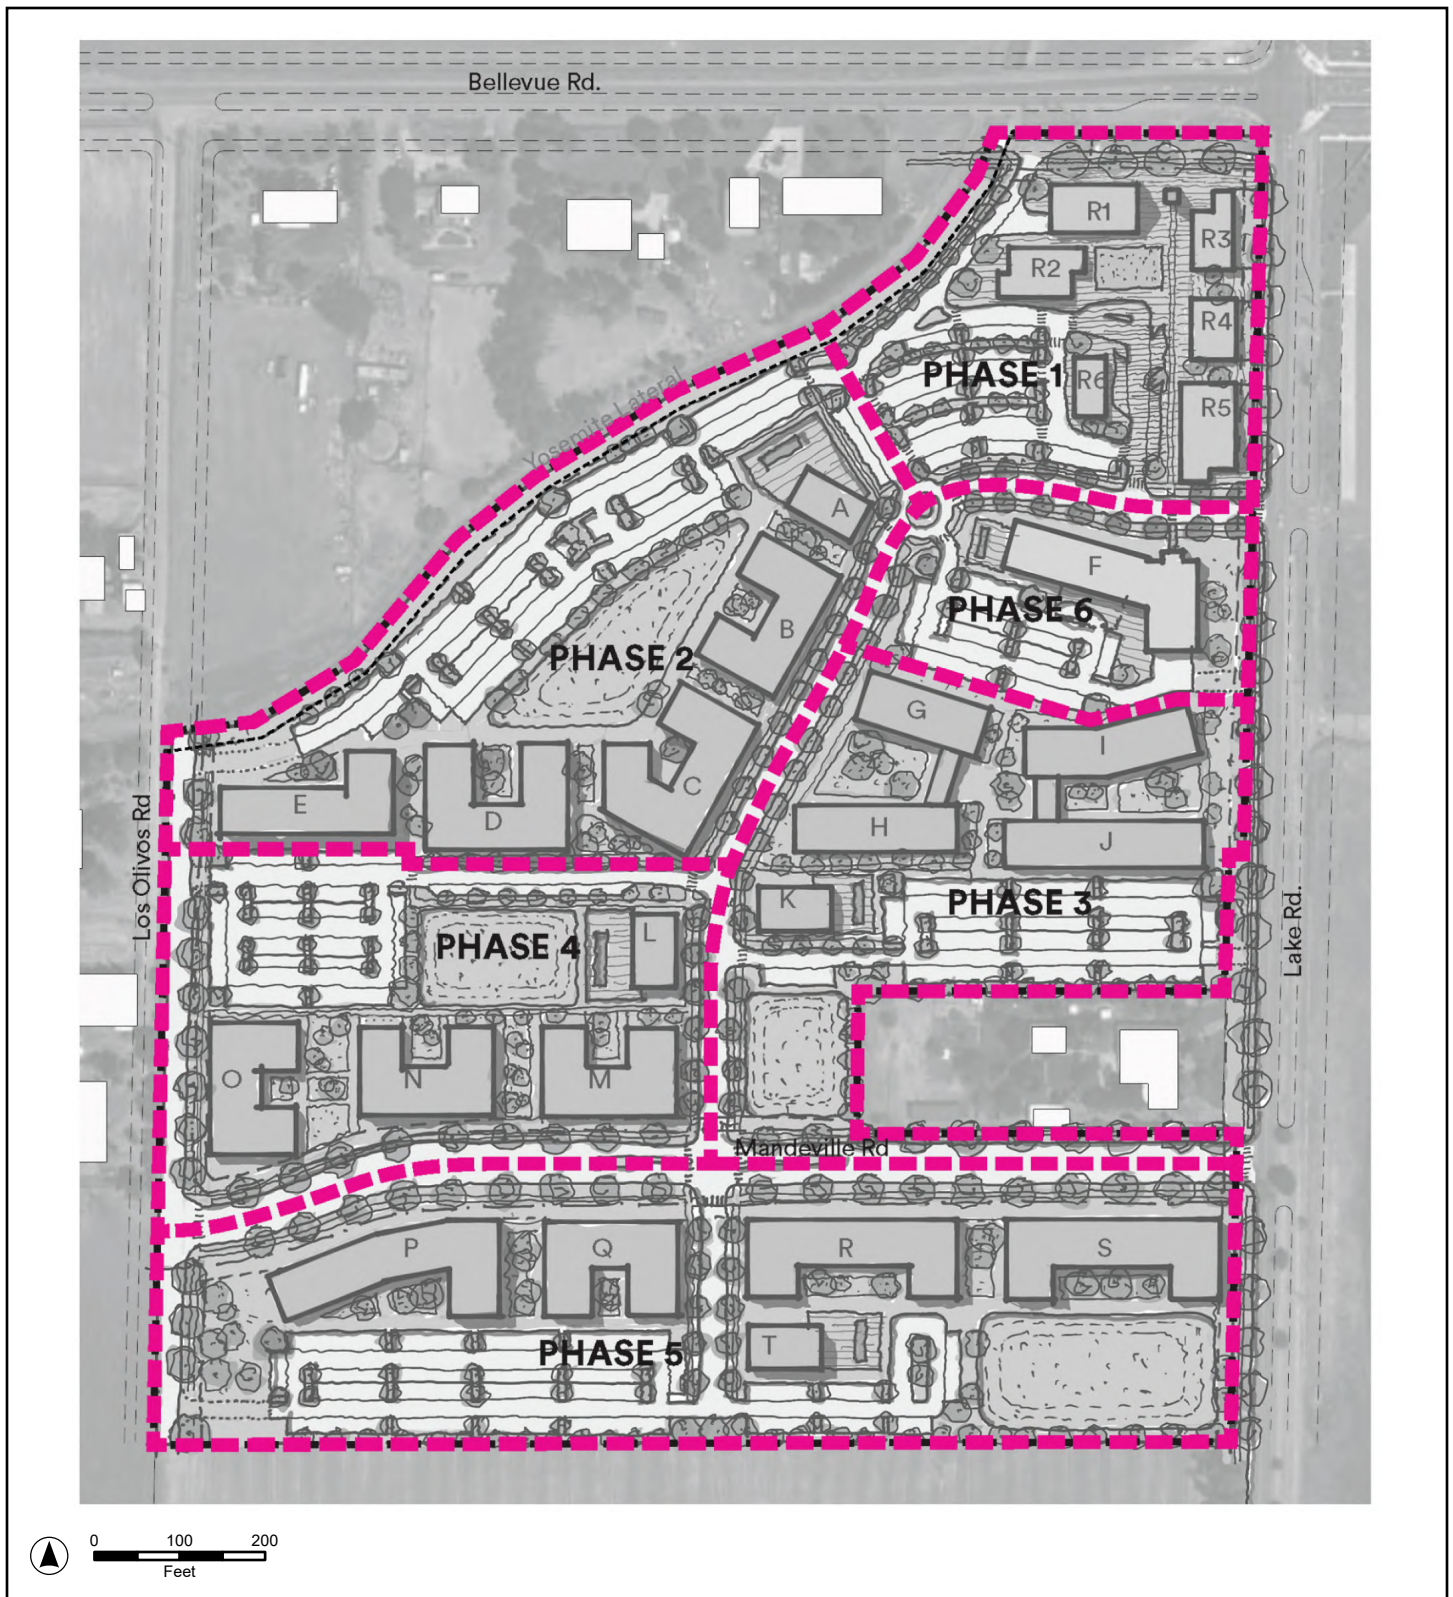 Bellevue Rd.
R1
R3
R2
R4
PHASE 1
R6
R5
Yosemite Lateral
A
F
B
PHASE 6
PHASE 2
G
I
C
E
D
H
J
Los Olivos Rd
K
PHASE 3
L
PHASE 4
Lake Rd.
O
N
M
Mandeville Rd
P
Q
R
S
T
PHASE 5
0 100 200
Feet